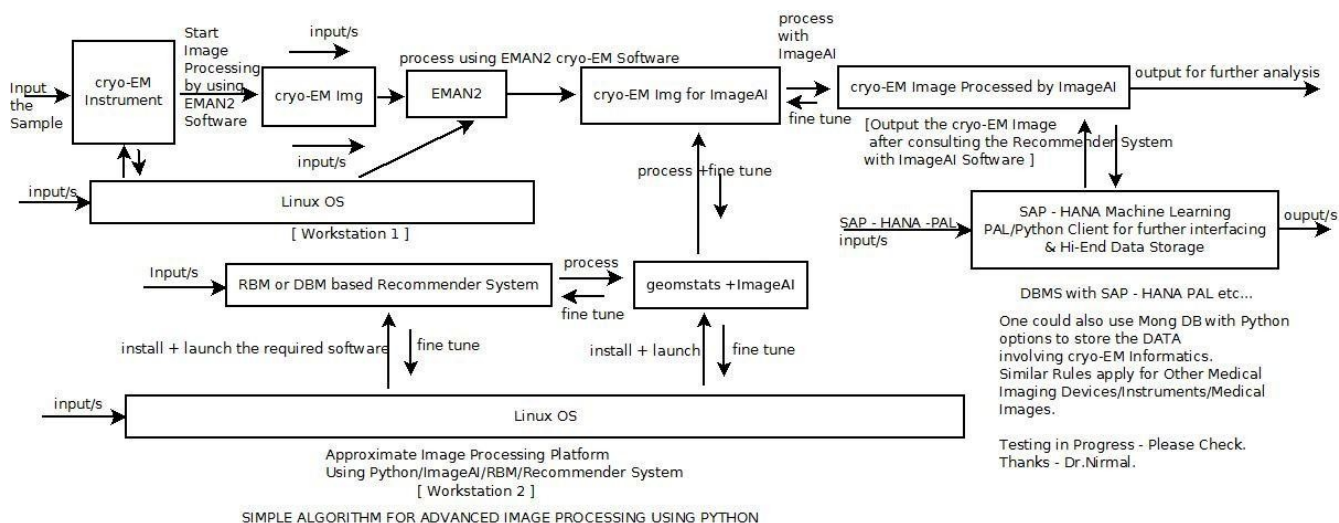 Input
the
Sample
cryo-EM
Instrument
Start
Image
Processing
by using
EMAN2
Software
input/s
cryo-EM Img
input/s
process using EMAN2 cryo-EM Software
EMAN2
cryo-EM Img for ImageAI
process
with
ImageAI
fine tune
cryo-EM Image Processed by ImageAI
output for further analysis
[Output the cryo-EM Image
after consulting the Recommender System
with ImageAI Software ]
input/s
Linux OS
[ Workstation 1 ]
process +fine tune
SAP - HANA -PAL
input/s
SAP - HANA Machine Learning
PAL/Python Client for further interfacing
& Hi-End Data Storage
ouput/s
Input/s
RBM or DBM based Recommender System
process
fine tune
geomstats +ImageAI
DBMS with SAP - HANA PAL etc...
One could also use Mong DB with Python
options to store the DATA
involving cryo-EM Informatics.
Similar Rules apply for Other Medical
Imaging Devices/Instruments/Medical
Images.
Testing in Progress - Please Check.
Thanks - Dr.Nirmal.
install + launch the required software
fine tune
install + launch
fine tune
input/s
Linux OS
Approximate Image Processing Platform
Using Python/ImageAI/RBM/Recommender System
[ Workstation 2 ]
SIMPLE ALGORITHM FOR ADVANCED IMAGE PROCESSING USING PYTHON